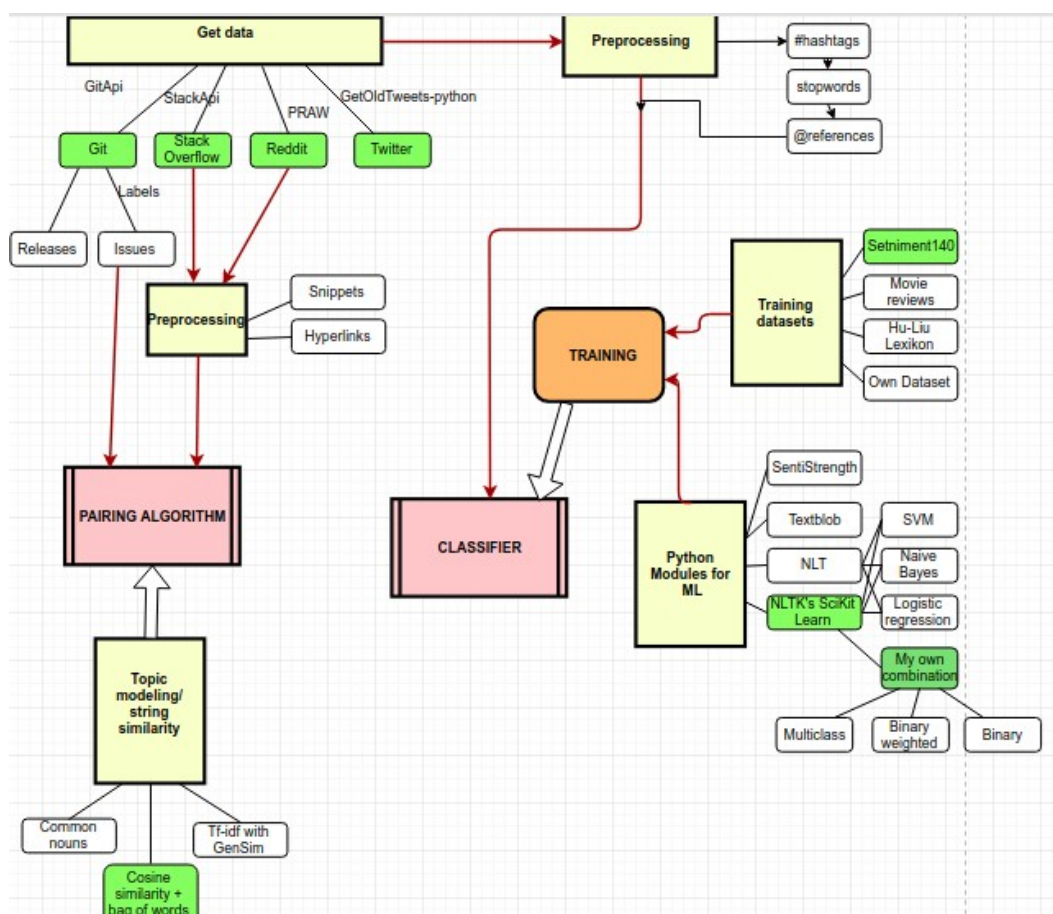 Get data
Preprocessing
#hashtags
stopwords
@references
GitApi
StackApi
PRAW
GetOldTweets-python
Git
Stack
Overflow
Reddit
Twitter
Labels
Releases
Issues
Preprocessing
Snippets
Hyperlinks
Training
datasets
Setniment140
Movie
reviews
Hu-Liu
Lexikon
Own Dataset
TRAINING
PAIRING ALGORITHM
CLASSIFIER
Python
Modules for
ML
SentiStrength
Textblob
NLT
NLTK's SciKit
Learn
SVM
Naive
Bayes
Logistic
regression
My own
combination
Multiclass
Binary
weighted
Binary
Topic
modeling/
string
similarity
Common
nouns
Tf-idf with
GenSim
Cosine
similarity +
bag of words